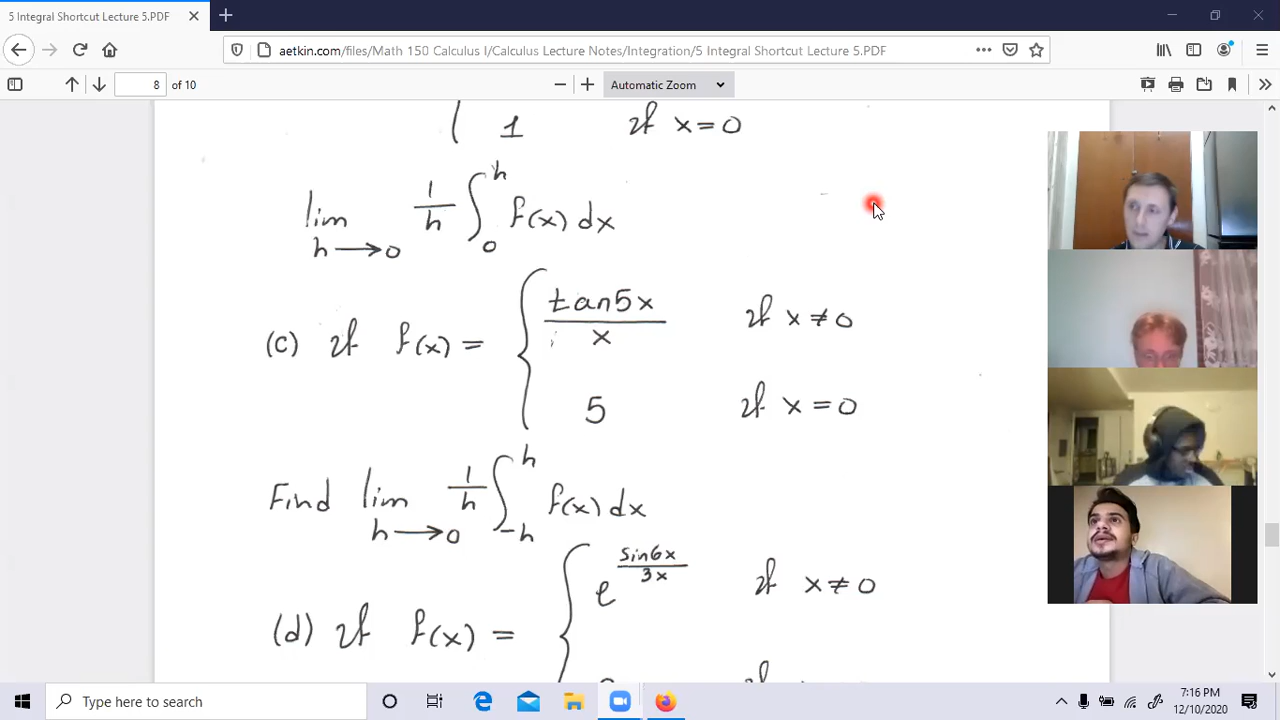 5 Integral Shortcut Lecture 5.PDF
aetkin.com/files/Math 150 Calculus I/Calculus Lecture Notes/Integration/5 Integral Shortcut Lecture 5.PDF
8 of 10
Automatic Zoom
1 if x=0
lim h→0 1/h ∫_0^h f(x) dx
(c) if f(x) = { tan5x/x if x≠0
5 if x=0
Find lim h→0 1/h ∫_-h^h f(x) dx
(d) if f(x) = { e^(sin6x/3x) if x≠0
Type here to search
7:16 PM
12/10/2020